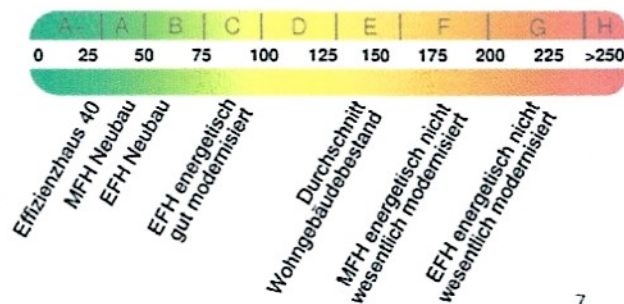 A+ A B C D E F G H
0 25 50 75 100 125 150 175 200 225 >250
Effizienzhaus 40
MFH Neubau
EFH Neubau
EFH energetisch
gut modernisiert
Durchschnitt
Wohngebäudebestand
MFH energetisch nicht
wesentlich modernisiert
EFH energetisch nicht
wesentlich modernisiert
7